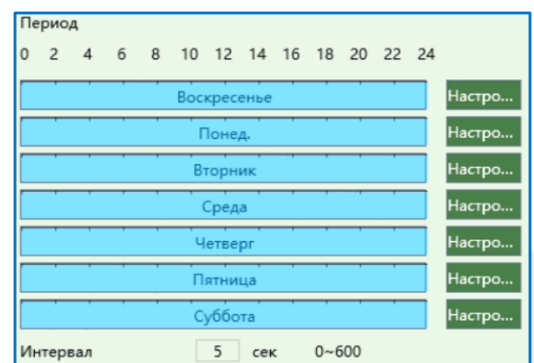 Период
0 2 4 6 8 10 12 14 16 18 20 22 24
Воскресенье Настро...
Понед. Настро...
Вторник Настро...
Среда Настро...
Четверг Настро...
Пятница Настро...
Суббота Настро...
Интервал 5 сек 0~600